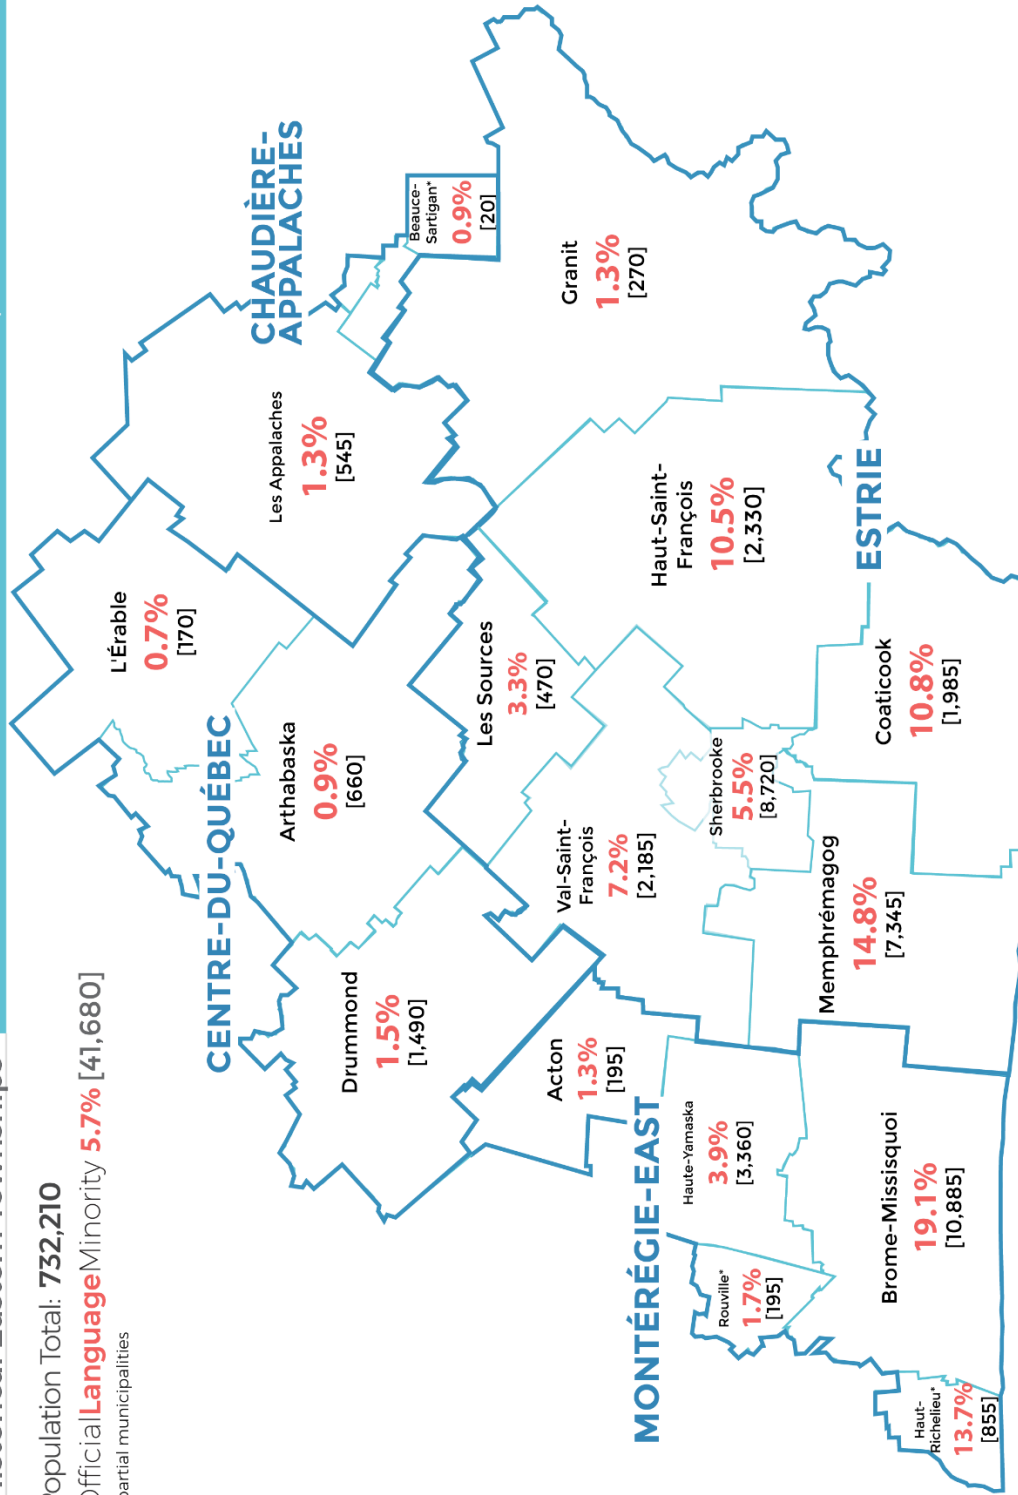 Population Total: 732,210
OfficialLanguageMinority 5.7% [41,680]
partial municipalities
CHAUDIÈRE-
APPALACHES
Beauce-
Sartigan*
0.9%
[20]
Les Appalaches
1.3%
[545]
Granit
1.3%
[270]
L'Érable
0.7%
[170]
CENTRE-DU-QUÉBEC
Arthabaska
0.9%
[660]
Les Sources
3.3%
[470]
Haut-Saint-
François
10.5%
[2,330]
ESTRIE
Drummond
1.5%
[1,490]
Val-Saint-
François
7.2%
[2,185]
Sherbrooke
5.5%
[8,720]
Coaticook
10.8%
[1,985]
Acton
1.3%
[195]
Memphrémagog
14.8%
[7,345]
MONTÉRÉGIE-EAST
Haute-Yamaska
3.9%
[3,360]
Rouville*
1.7%
[195]
Brome-Missisquoi
19.1%
[10,885]
Haut-
Richelieu*
13.7%
[855]